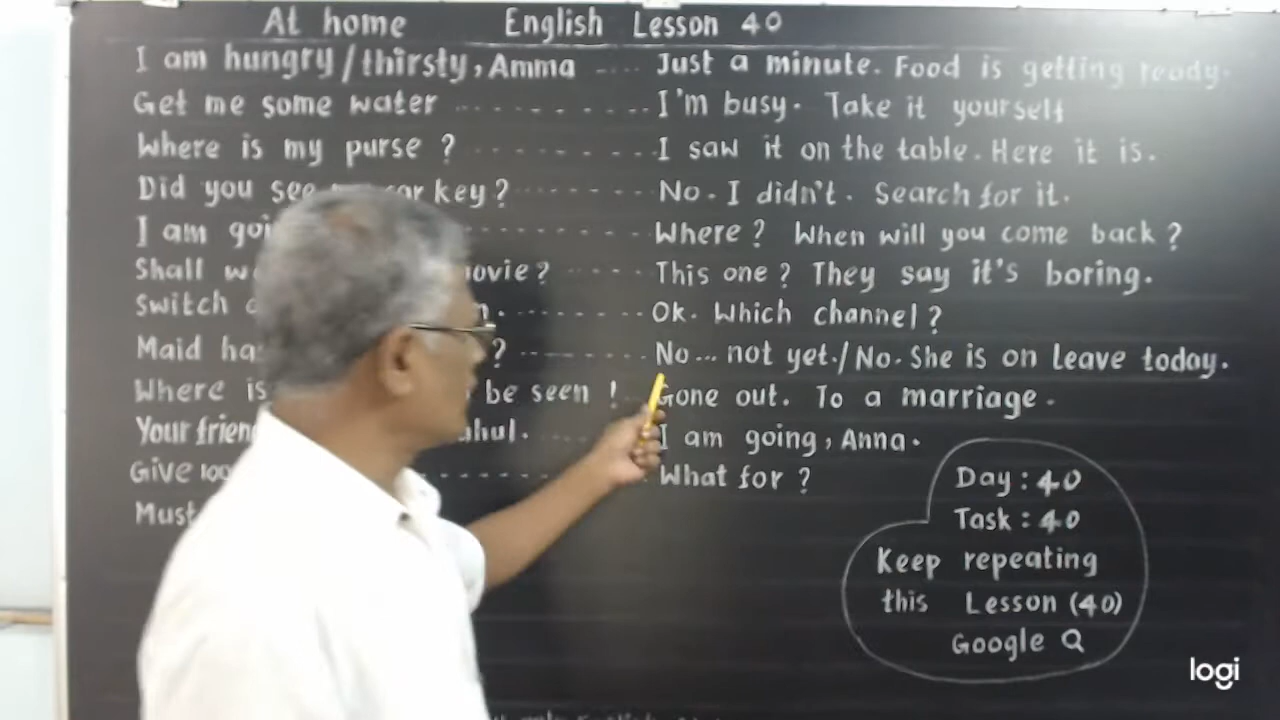 At home English Lesson 40
I am hungry/thirsty, Amma .... Just a minute. Food is getting ready.
Get me some water .......... I'm busy. Take it yourself
Where is my purse ? ......... I saw it on the table. Here it is.
Did you see car key? ........ No. I didn't. Search for it.
I am ......... Where? When will you come back ?
Shall ..... This one? They say it's boring.
Switch ......... Ok. Which channel ?
Maid ? ......... No... not yet./No. She is on Leave today.
Where is be seen ! Gone out. To a marriage.
Your .... I am going, Anna.
Give 100 ...... What for ?
Must
Day : 40
Task : 40
Keep repeating
this Lesson (40)
Google
logi